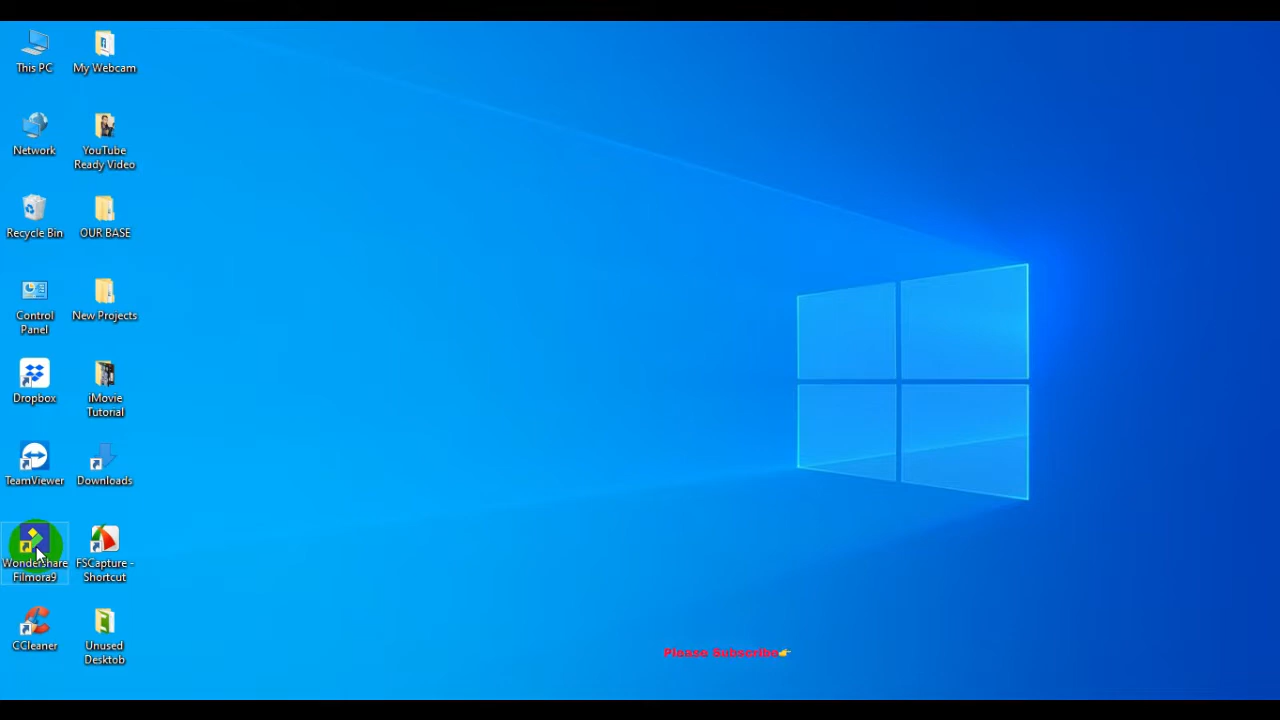 This PC
My Webcam
Network
YouTube
Ready Video
Recycle Bin
OUR BASE
Control
Panel
New Projects
Dropbox
iMovie
Tutorial
TeamViewer
Downloads
Wondershare
Filmora9
FSCapture -
Shortcut
CCleaner
Unused
Desktop
Please Subscribe👉